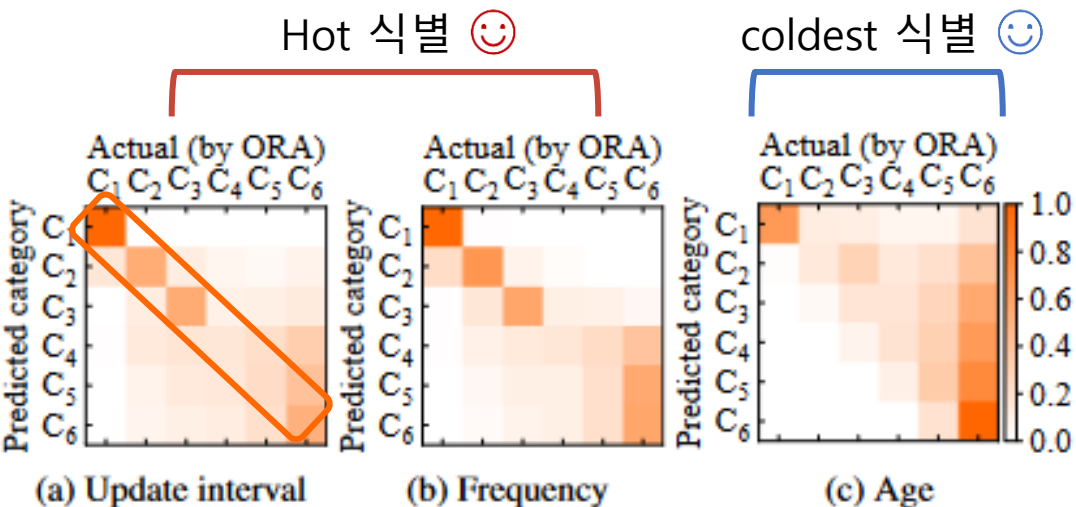 Hot 식별
coldest 식별
Actual (by ORA)
C1 C2 C3 C4 C5 C6
Predicted category
C1
C2
C3
C4
C5
C6
(a) Update interval
Actual (by ORA)
C1 C2 C3 C4 C5 C6
Predicted category
C1
C2
C3
C4
C5
C6
(b) Frequency
Actual (by ORA)
C1 C2 C3 C4 C5 C6
Predicted category
C1
C2
C3
C4
C5
C6
(c) Age
1.0
0.8
0.6
0.4
0.2
0.0